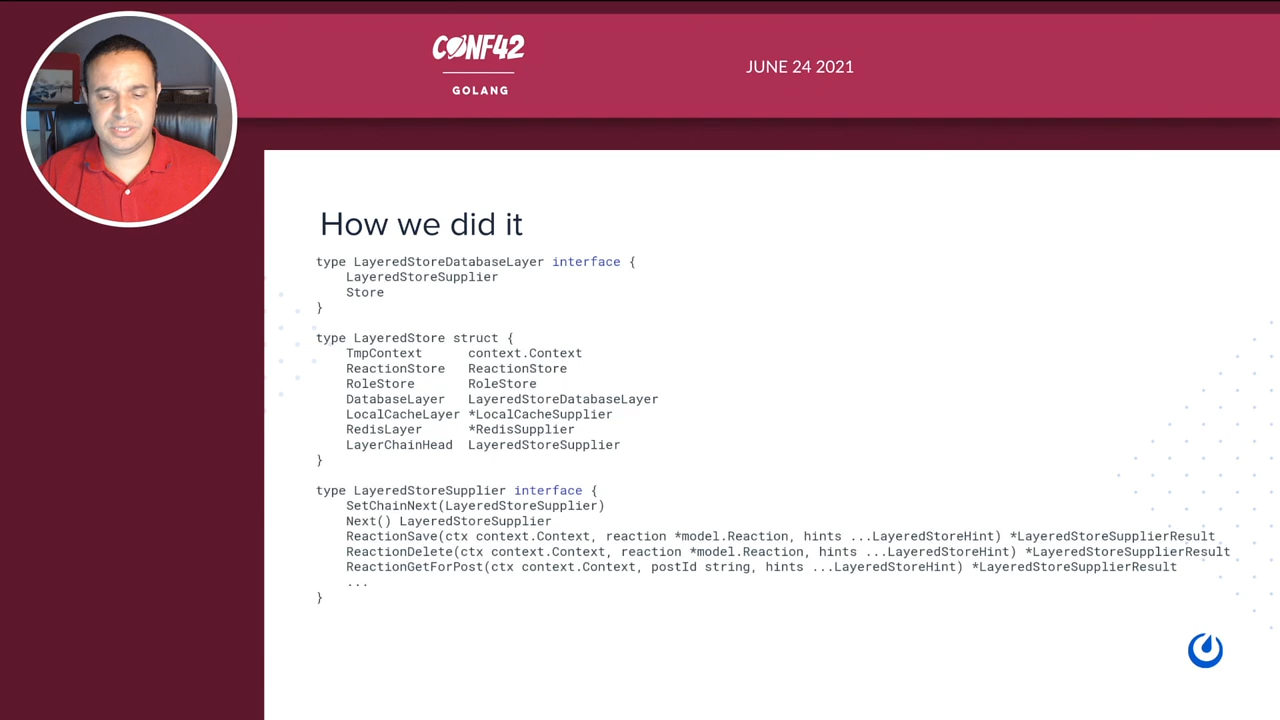 CONF42
GOLANG
JUNE 24 2021
How we did it
type LayeredStoreDatabaseLayer interface {
    LayeredStoreSupplier
    Store
}
type LayeredStore struct {
    TmpContext      context.Context
    ReactionStore   ReactionStore
    RoleStore       RoleStore
    DatabaseLayer   LayeredStoreDatabaseLayer
    LocalCacheLayer *LocalCacheSupplier
    RedisLayer      *RedisSupplier
    LayerChainHead  LayeredStoreSupplier
}
type LayeredStoreSupplier interface {
    SetChainNext(LayeredStoreSupplier)
    Next() LayeredStoreSupplier
    ReactionSave(ctx context.Context, reaction *model.Reaction, hints ...LayeredStoreHint) *LayeredStoreSupplierResult
    ReactionDelete(ctx context.Context, reaction *model.Reaction, hints ...LayeredStoreHint) *LayeredStoreSupplierResult
    ReactionGetForPost(ctx context.Context, postId string, hints ...LayeredStoreHint) *LayeredStoreSupplierResult
    ...
}